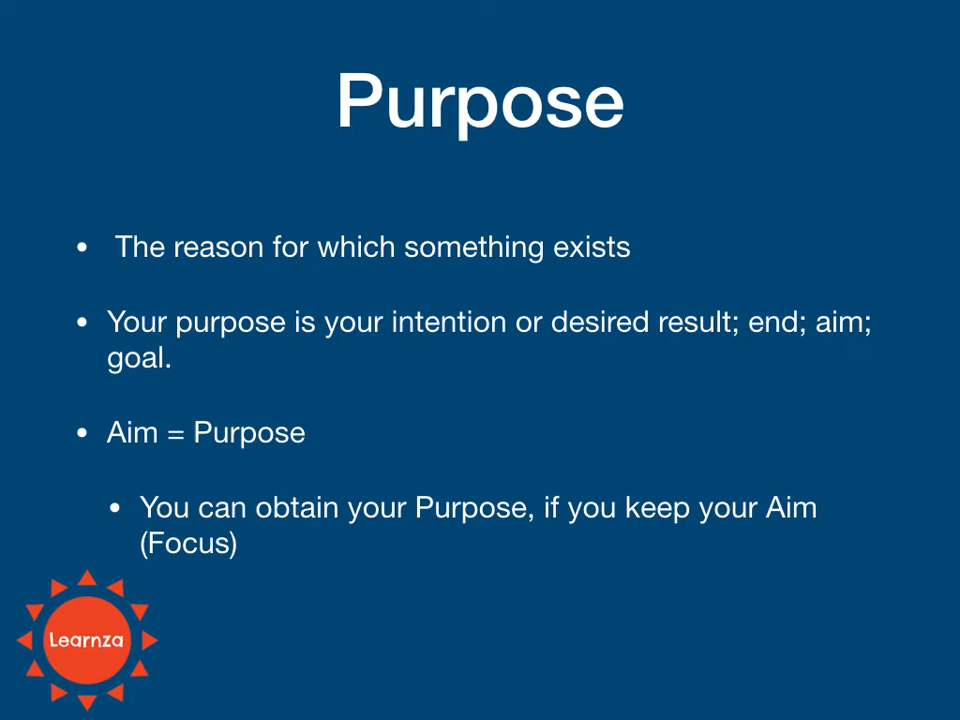 Purpose
• The reason for which something exists
• Your purpose is your intention or desired result; end; aim;
goal.
• Aim = Purpose
• You can obtain your Purpose, if you keep your Aim
(Focus)
Learnza